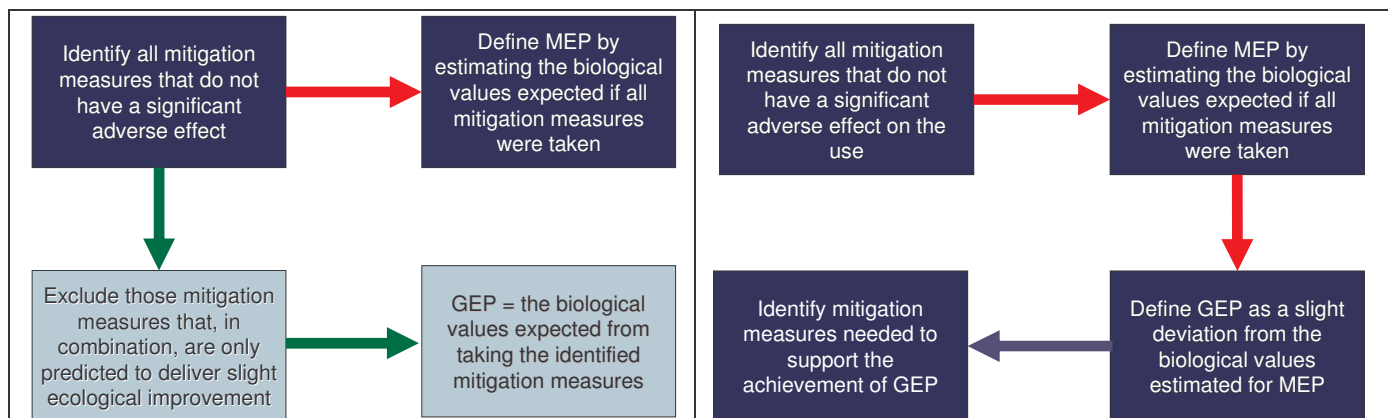 Identify all mitigation
measures that do not
have a significant
adverse effect
Define MEP by
estimating the biological
values expected if all
mitigation measures
were taken
Exclude those mitigation
measures that, in
combination, are only
predicted to deliver slight
ecological improvement
GEP = the biological
values expected from
taking the identified
mitigation measures
Identify all mitigation
measures that do not
have a significant
adverse effect on the
use
Define MEP by
estimating the biological
values expected if all
mitigation measures
were taken
Identify mitigation
measures needed to
support the
achievement of GEP
Define GEP as a slight
deviation from the
biological values
estimated for MEP